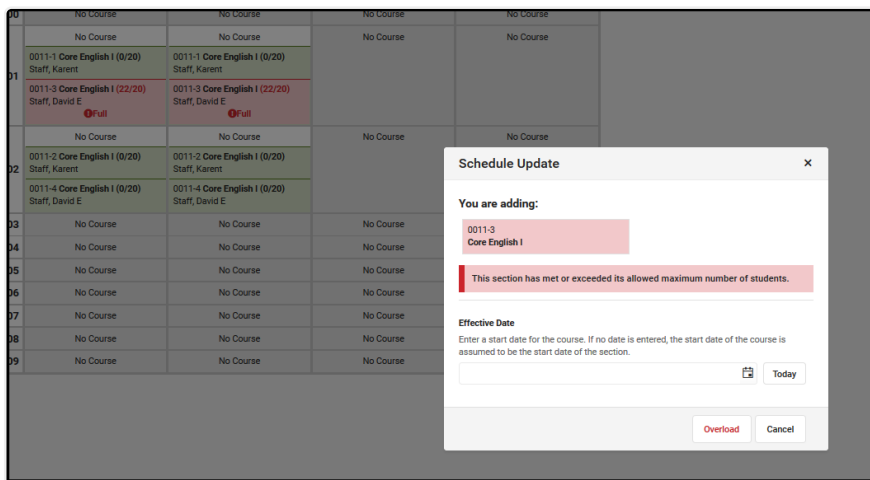 00 No Course No Course No Course No Course
No Course No Course No Course No Course
01
0011-1 Core English I (0/20) 0011-1 Core English I (0/20)
Staff, Karent Staff, Karent
0011-3 Core English I (22/20) 0011-3 Core English I (22/20)
Staff, David E Staff, David E
Full Full
No Course No Course No Course No Course
02
0011-2 Core English I (0/20) 0011-2 Core English I (0/20)
Staff, Karent Staff, Karent
0011-4 Core English I (0/20) 0011-4 Core English I (0/20)
Staff, David E Staff, David E
03 No Course No Course No Course
04 No Course No Course No Course
05 No Course No Course No Course
06 No Course No Course No Course
07 No Course No Course No Course
08 No Course No Course No Course
09 No Course No Course No Course
Schedule Update ×
You are adding:
0011-3
Core English I
This section has met or exceeded its allowed maximum number of students.
Effective Date
Enter a start date for the course. If no date is entered, the start date of the course is
assumed to be the start date of the section.
Today
Overload Cancel